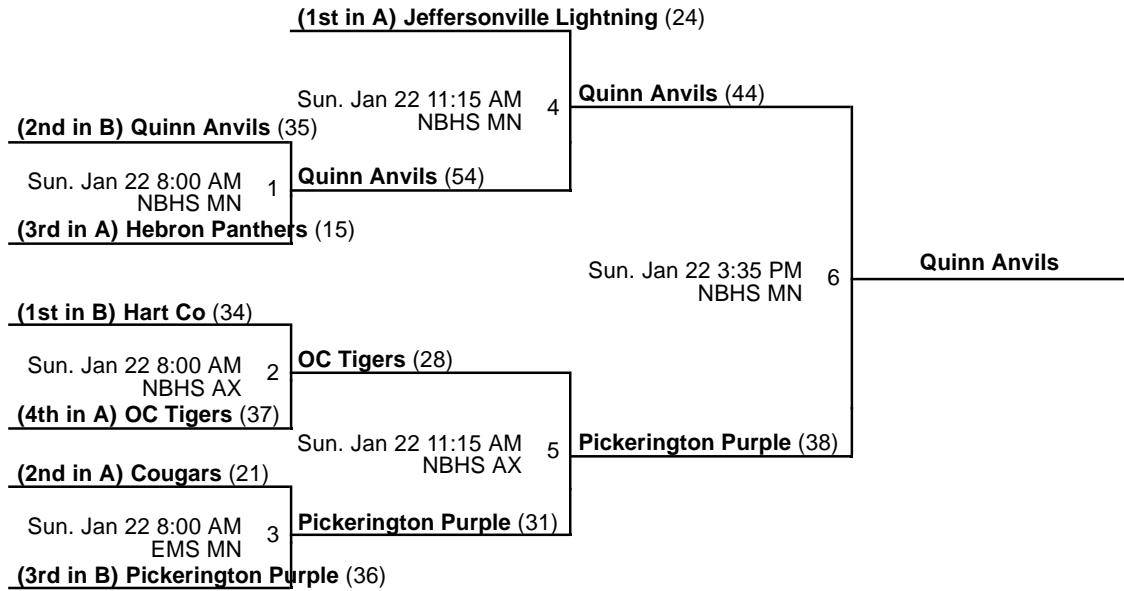 (1st in A) Jeffersonville Lightning (24)
Sun. Jan 22 11:15 AM 4
NBHS MN
Quinn Anvils (44)
(2nd in B) Quinn Anvils (35)
Sun. Jan 22 8:00 AM 1
NBHS MN
Quinn Anvils (54)
(3rd in A) Hebron Panthers (15)
Sun. Jan 22 3:35 PM 6
NBHS MN
Quinn Anvils
(1st in B) Hart Co (34)
Sun. Jan 22 8:00 AM 2
NBHS AX
OC Tigers (28)
(4th in A) OC Tigers (37)
Sun. Jan 22 11:15 AM 5
NBHS AX
Pickerington Purple (38)
(2nd in A) Cougars (21)
Sun. Jan 22 8:00 AM 3
EMS MN
Pickerington Purple (31)
(3rd in B) Pickerington Purple (36)